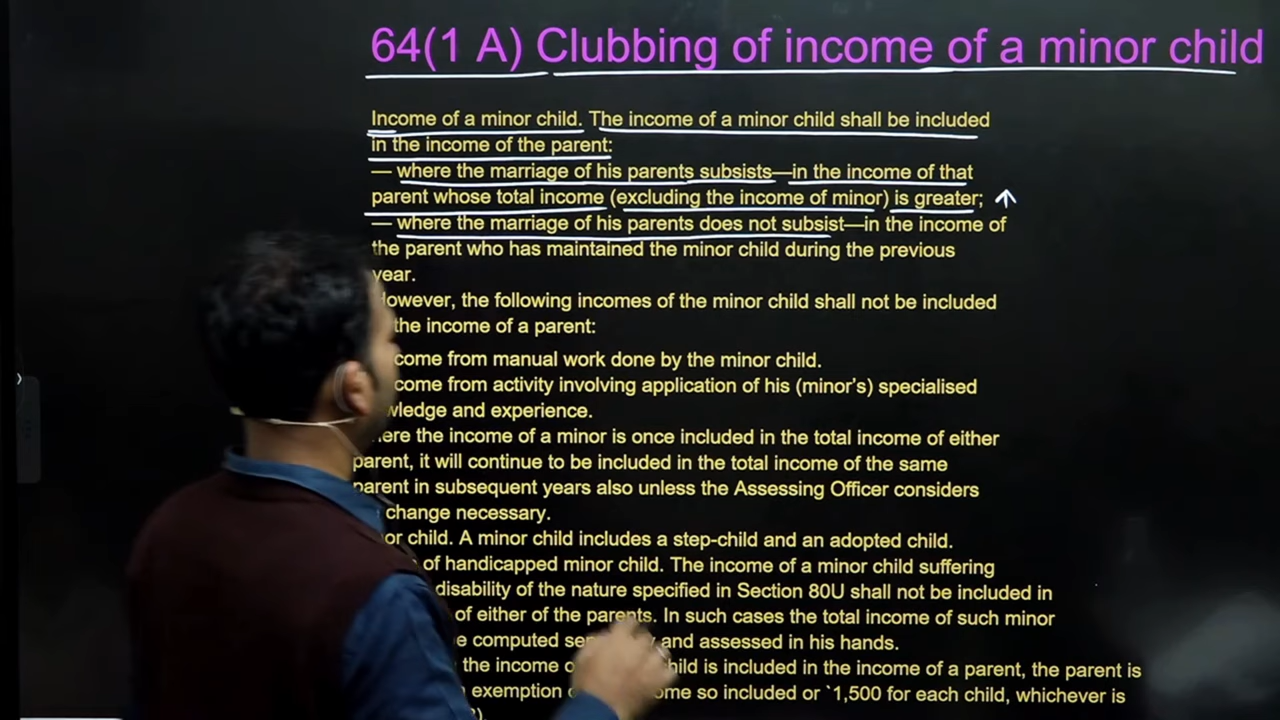 64(1 A) Clubbing of income of a minor child
Income of a minor child. The income of a minor child shall be included
in the income of the parent:
— where the marriage of his parents subsists—in the income of that
parent whose total income (excluding the income of minor) is greater;
— where the marriage of his parents does not subsist—in the income of
the parent who has maintained the minor child during the previous
year.
However, the following incomes of the minor child shall not be included
the income of a parent:
come from manual work done by the minor child.
come from activity involving application of his (minor's) specialised
wledge and experience.
here the income of a minor is once included in the total income of either
parent, it will continue to be included in the total income of the same
parent in subsequent years also unless the Assessing Officer considers
change necessary.
or child. A minor child includes a step-child and an adopted child.
of handicapped minor child. The income of a minor child suffering
disability of the nature specified in Section 80U shall not be included in
of either of the parents. In such cases the total income of such minor
computed and assessed in his hands.
the income child is included in the income of a parent, the parent is
exemption so included or `1,500 for each child, whichever is